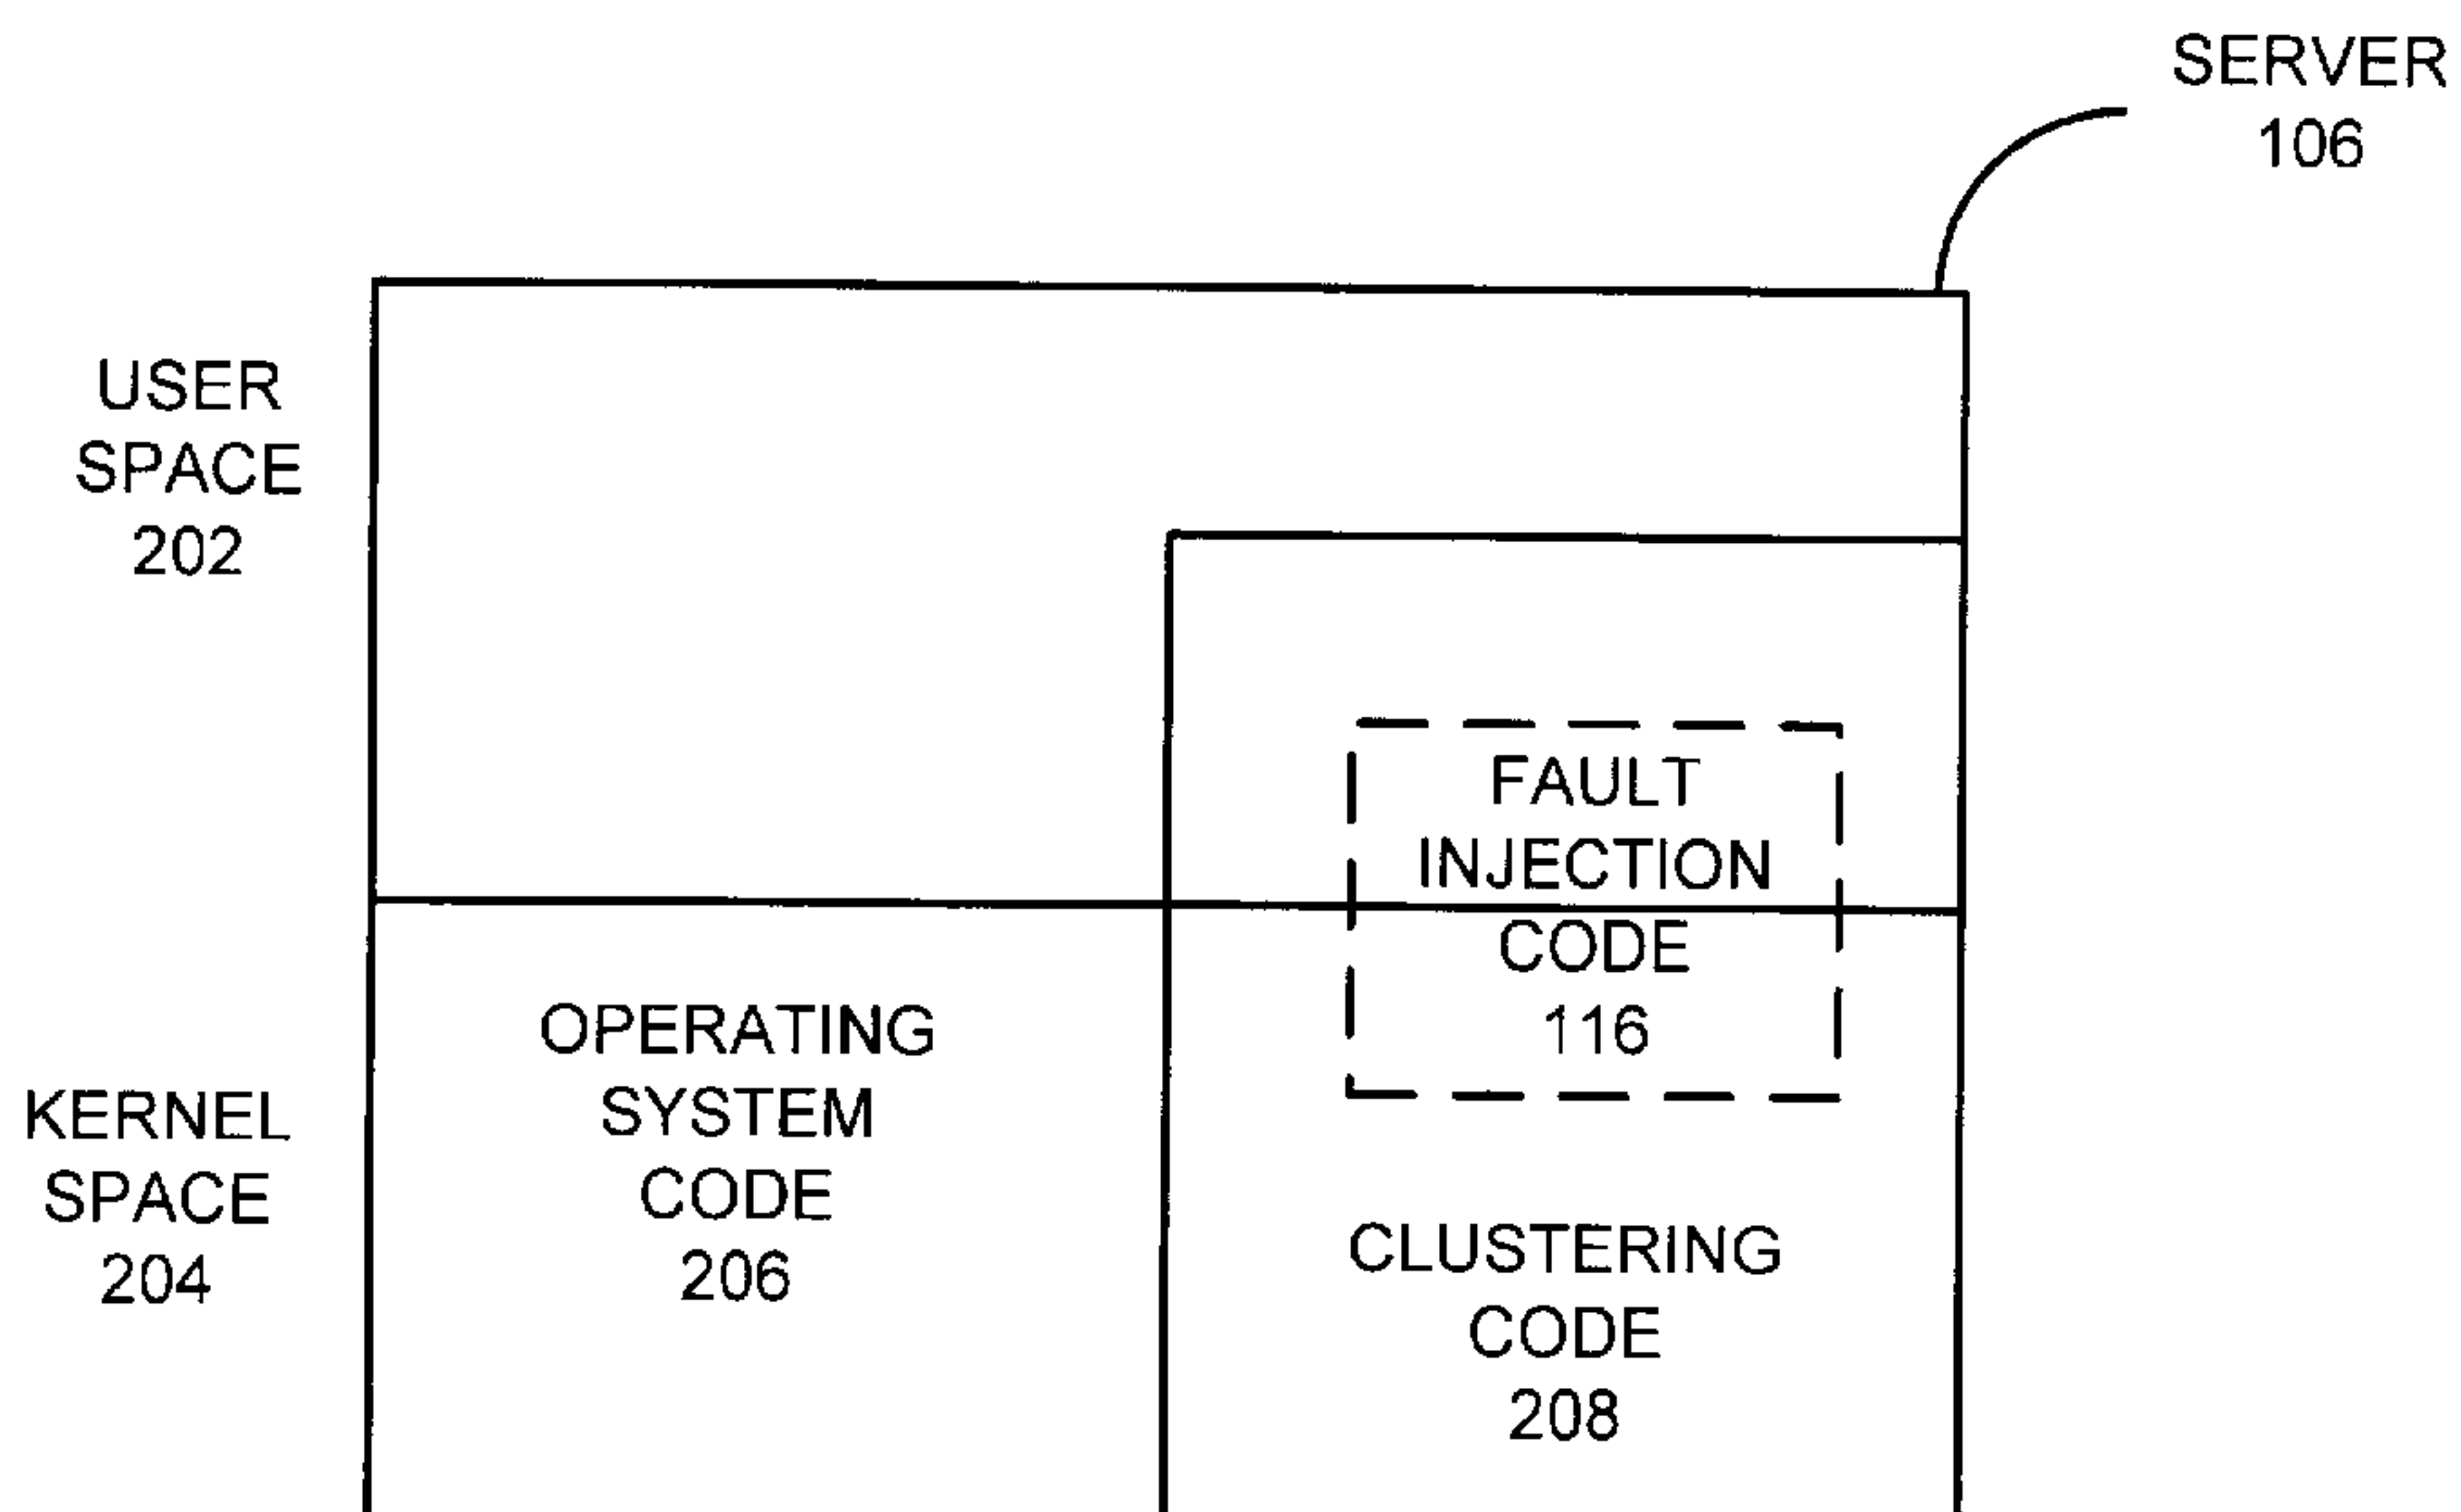 SERVER
106
USER
SPACE
202
FAULT
INJECTION
CODE
116
OPERATING
SYSTEM
CODE
206
KERNEL
SPACE
204
CLUSTERING
CODE
208